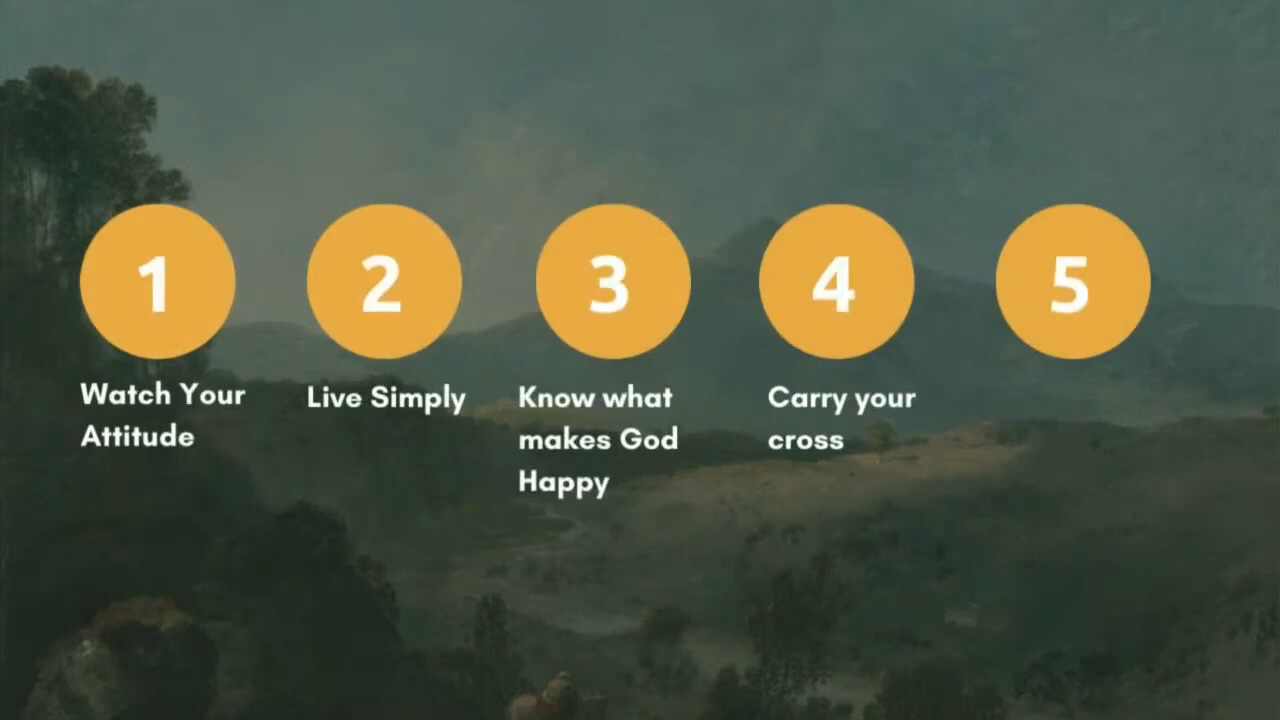 1
2
3
4
5
Watch Your
Attitude
Live Simply
Know what
makes God
Happy
Carry your
cross